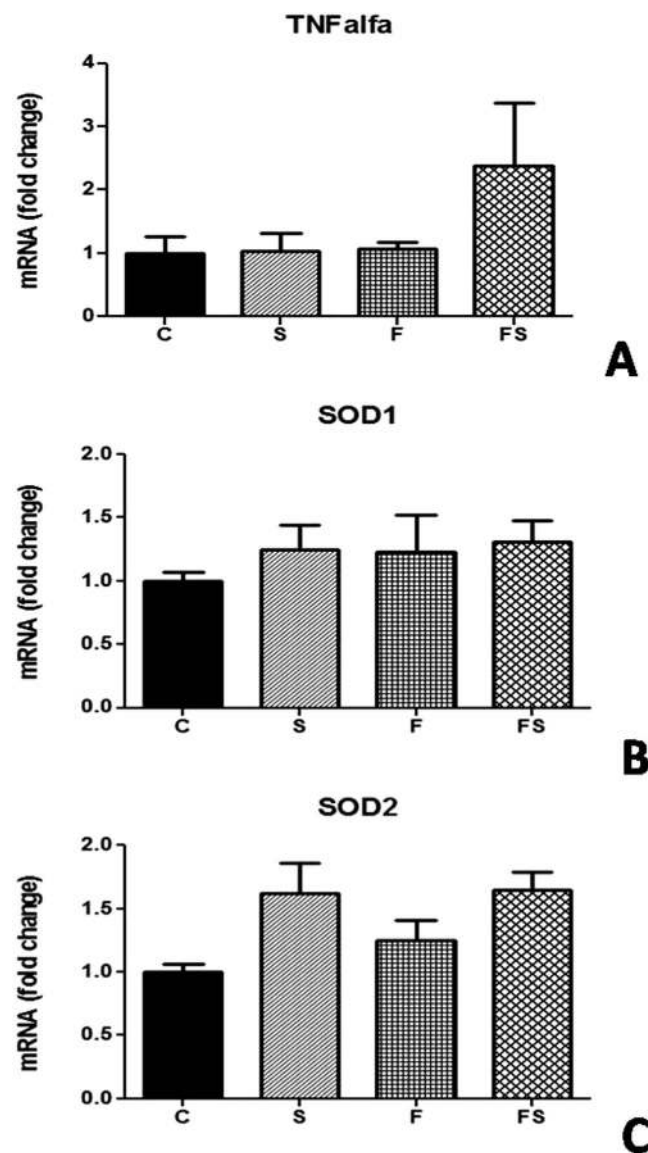 TNFalfa
mRNA (fold change)
4
3
2
1
0
C S F FS
A
SOD1
mRNA (fold change)
2.0
1.5
1.0
0.5
0.0
C S F FS
B
SOD2
mRNA (fold change)
2.0
1.5
1.0
0.5
0.0
C S F FS
C